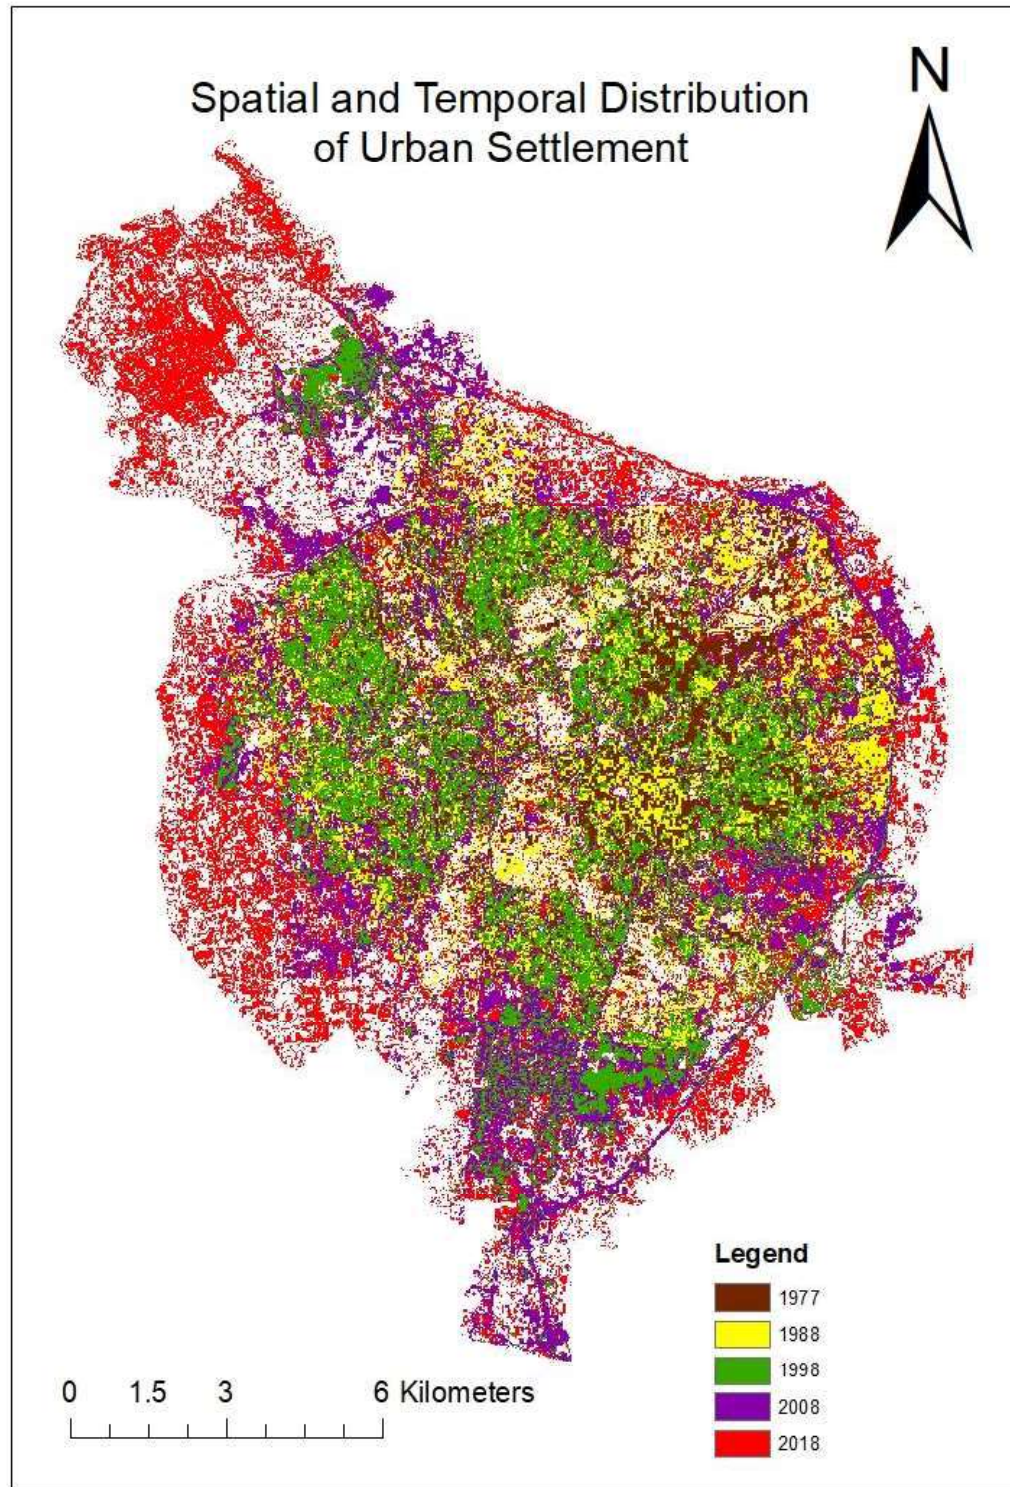 N
Spatial and Temporal Distribution
of Urban Settlement
Legend
1977
1988
1998
2008
2018
0 1.5 3 6 Kilometers